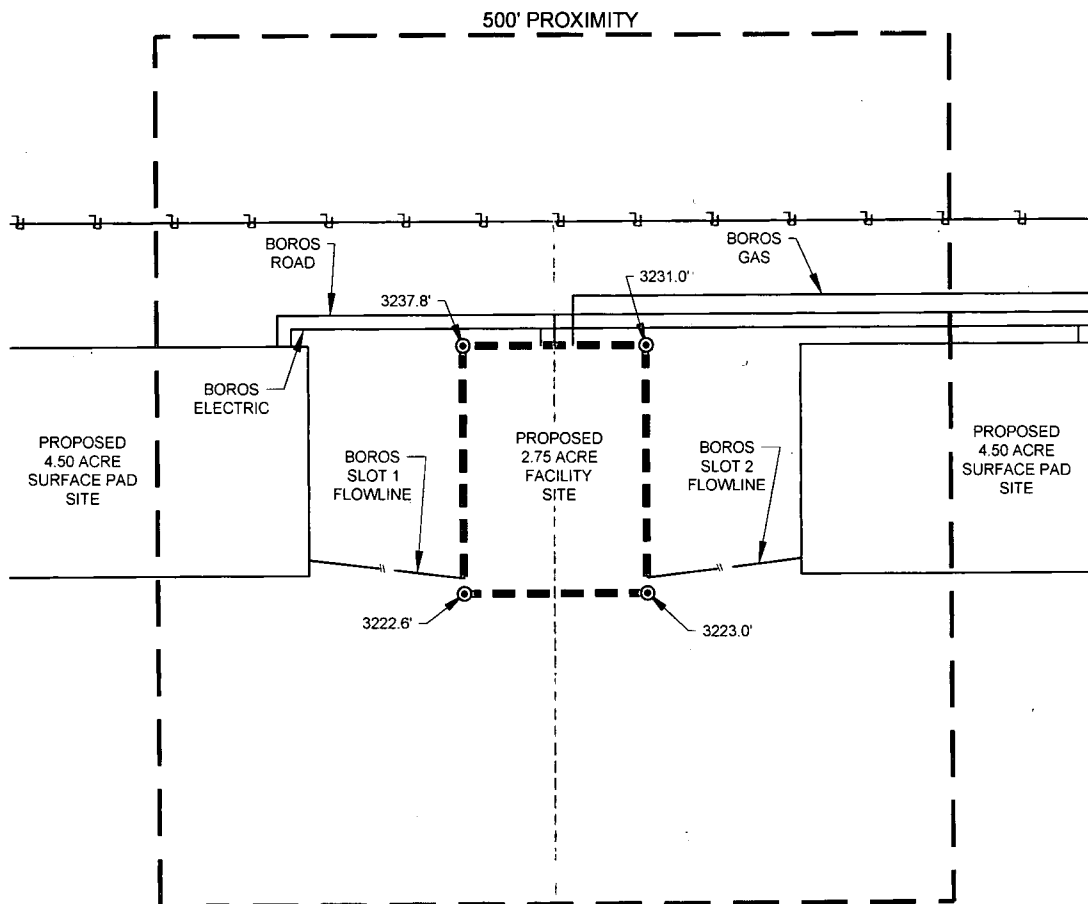 500' PROXIMITY
BOROS
ROAD
BOROS
GAS
3237.8'
3231.0'
BOROS
ELECTRIC
PROPOSED
4.50 ACRE
SURFACE PAD
SITE
BOROS
SLOT 1
FLOWLINE
PROPOSED
2.75 ACRE
FACILITY
SITE
BOROS
SLOT 2
FLOWLINE
PROPOSED
4.50 ACRE
SURFACE PAD
SITE
3222.6'
3223.0'